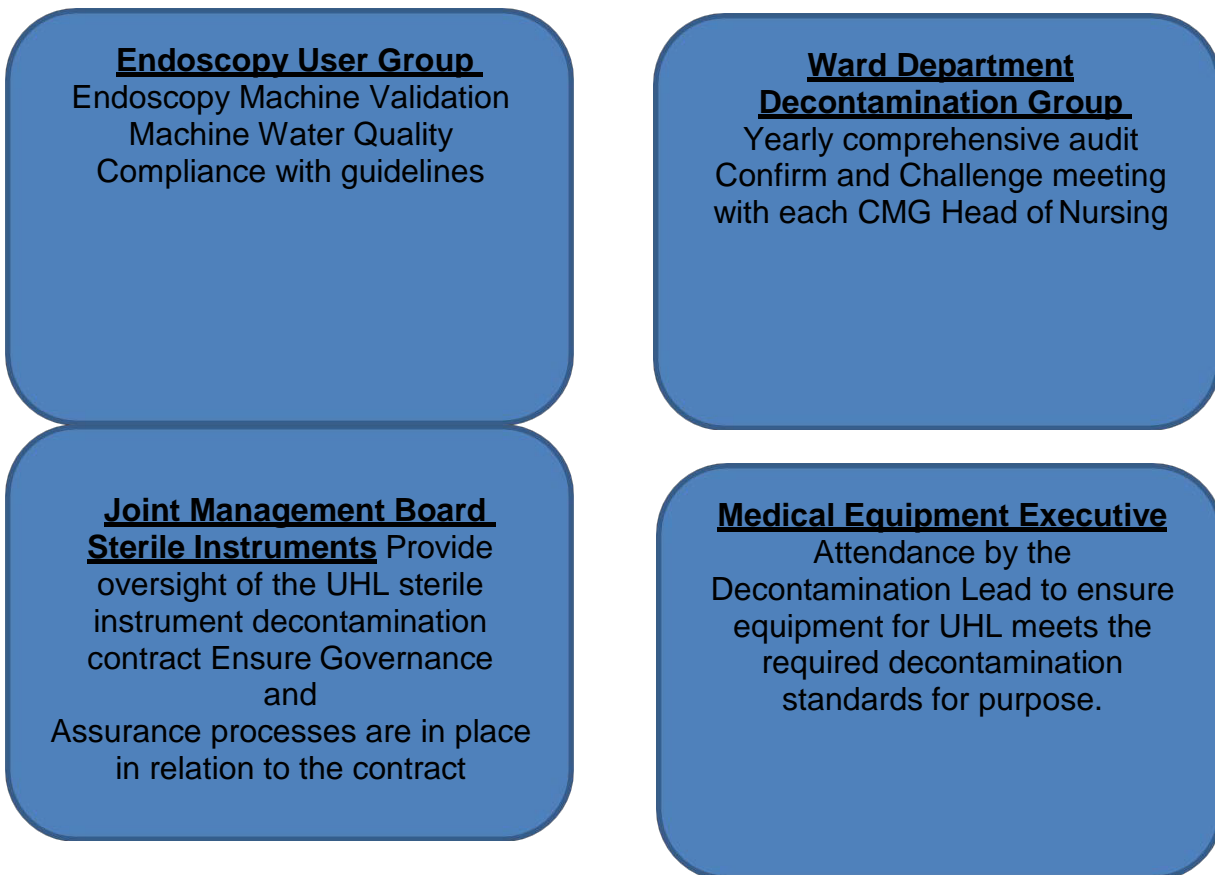 Endoscopy User Group
Endoscopy Machine Validation
Machine Water Quality
Compliance with guidelines
Ward Department
Decontamination Group
Yearly comprehensive audit
Confirm and Challenge meeting
with each CMG Head of Nursing
Joint Management Board
Sterile Instruments Provide
oversight of the UHL sterile
instrument decontamination
contract Ensure Governance
and
Assurance processes are in place
in relation to the contract
Medical Equipment Executive
Attendance by the
Decontamination Lead to ensure
equipment for UHL meets the
required decontamination
standards for purpose.